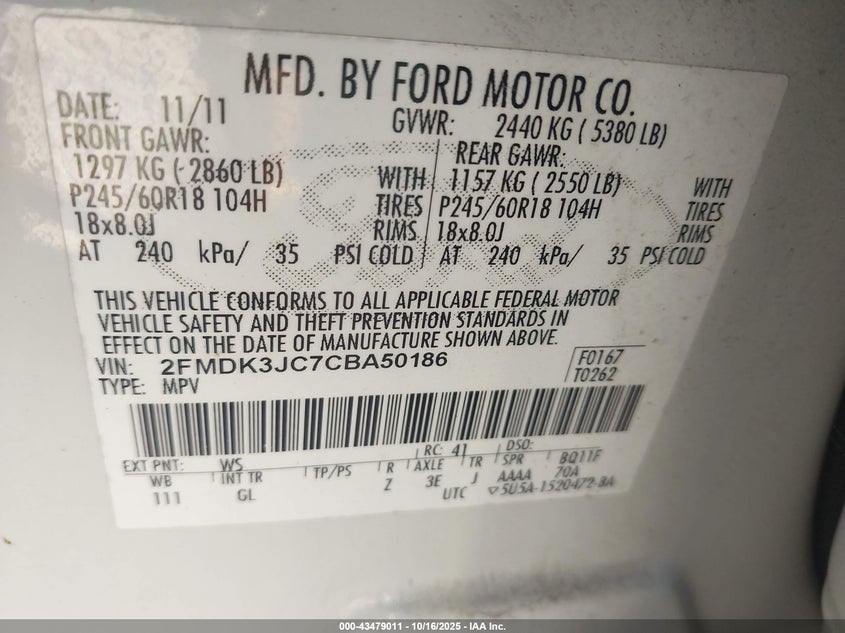 MFD. BY FORD MOTOR CO.
DATE: 11/11 GVWR: 2440 KG ( 5380 LB)
FRONT GAWR: REAR GAWR:
1297 KG ( 2860 LB) WITH 1157 KG ( 2550 LB) WITH
P245/60R18 104H TIRES P245/60R18 104H TIRES
18x8.0J RIMS 18x8.0J RIMS
AT 240 kPa/ 35 PSI COLD AT 240 kPa/ 35 PSI COLD
THIS VEHICLE CONFORMS TO ALL APPLICABLE FEDERAL MOTOR
VEHICLE SAFETY AND THEFT PREVENTION STANDARDS IN
EFFECT ON THE DATE OF MANUFACTURE SHOWN ABOVE.
VIN: 2FMDK3JC7CBA50186 F0167
TYPE: MPV T0262
EXT PNT: WS RC: 41 DSO: BQ11F
WB INT TR TP/PS R AXLE TR SPR
111 GL Z 3E J AAAA 70A
UTC ▽5U5A-1520472-BA
000-43479011 - 10/16/2025 - IAA Inc.